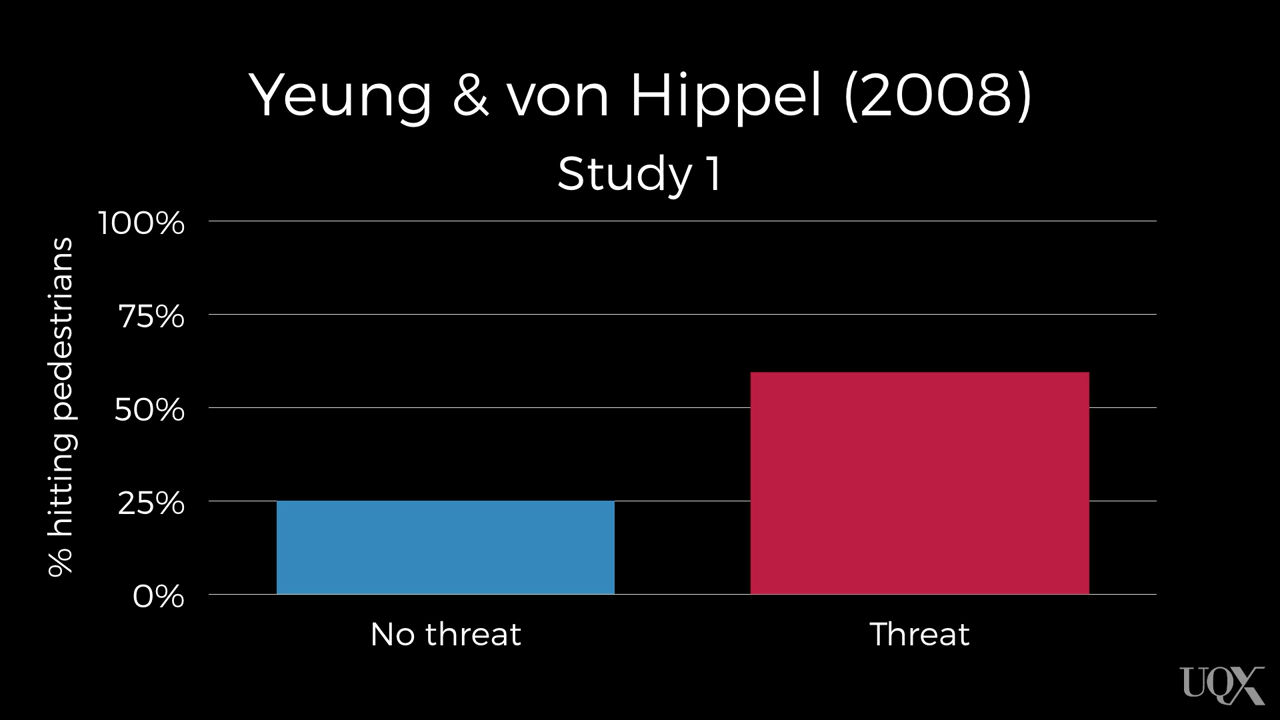 Yeung & von Hippel (2008)
Study 1
% hitting pedestrians
100%
75%
50%
25%
0%
No threat
Threat
UQX